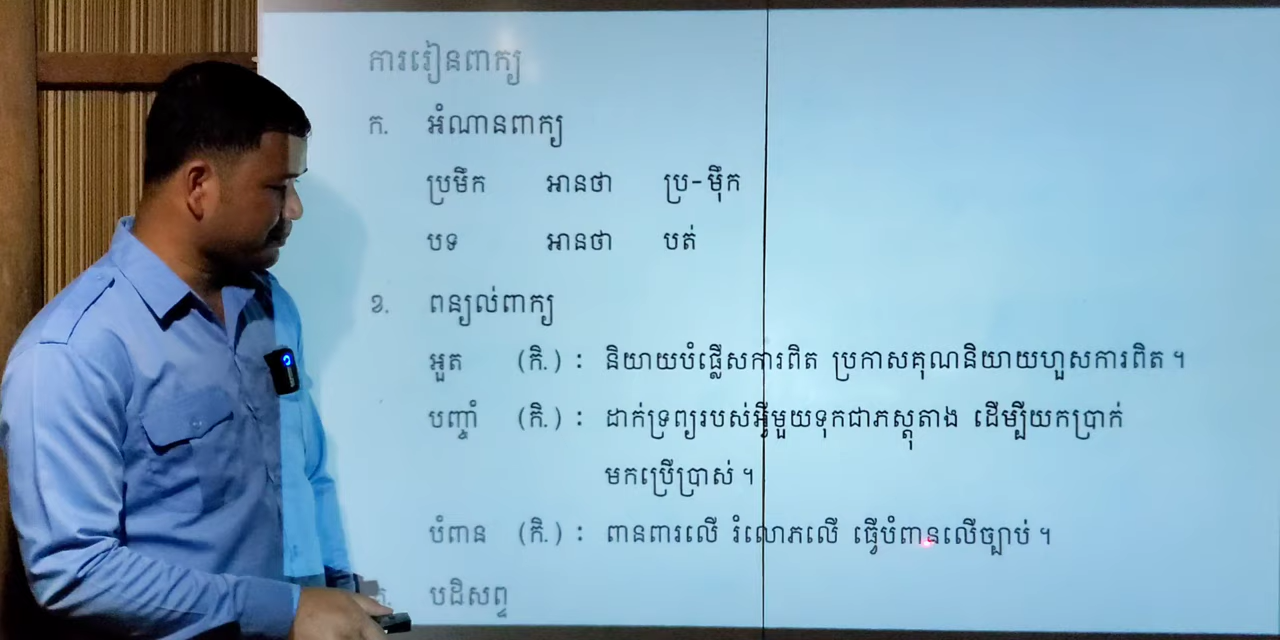 ការរៀនពាក្យ
ក. អំណានពាក្យ
ប្រមឹក អានថា ប្រ-ម៉ឹក
បទ អានថា បត់
ខ. ពន្យល់ពាក្យ
អួត (កិ.) : និយាយបំផ្លើសការពិត ប្រកាសគុណនិយាយហួសការពិត ។
បញ្ចាំ (កិ.) : ដាក់ទ្រព្យរបស់អ្វីមួយទុកជាភស្តុតាង ដើម្បីយកប្រាក់
មកប្រើប្រាស់ ។
បំពាន (កិ.) : ពានពារលើ រំលោភលើ ធ្វើបំពានលើច្បាប់ ។
គ. បដិសព្ទ